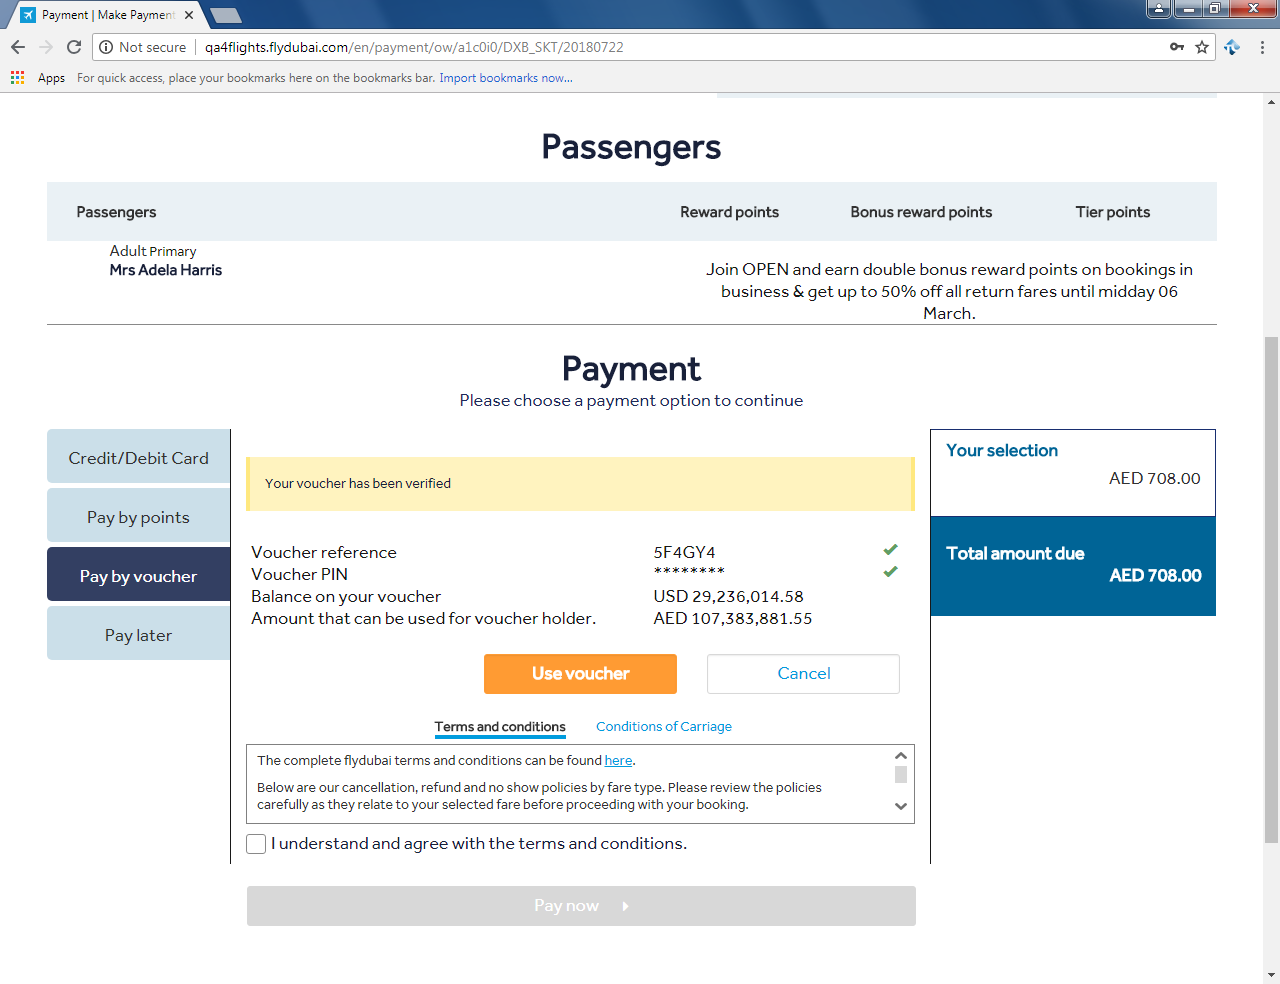 Payment | Make Payment
Not secure
qa4flights.flydubai.com/en/payment/ow/a1c0i0/DXB_SKT/20180722
Apps For quick access, place your bookmarks here on the bookmarks bar. Import bookmarks now...
Passengers
Passengers Reward points Bonus reward points Tier points
Adult Primary
Mrs Adela Harris
Join OPEN and earn double bonus reward points on bookings in
business & get up to 50% off all return fares until midday 06
March.
Payment
Please choose a payment option to continue
Credit/Debit Card
Pay by points
Pay by voucher
Pay later
Your voucher has been verified
Voucher reference 5F4GY4
Voucher PIN ********
Balance on your voucher USD 29,236,014.58
Amount that can be used for voucher holder. AED 107,383,881.55
Use voucher Cancel
Terms and conditions Conditions of Carriage
The complete flydubai terms and conditions can be found here.
Below are our cancellation, refund and no show policies by fare type. Please review the policies
carefully as they relate to your selected fare before proceeding with your booking.
I understand and agree with the terms and conditions.
Pay now
Your selection
AED 708.00
Total amount due
AED 708.00